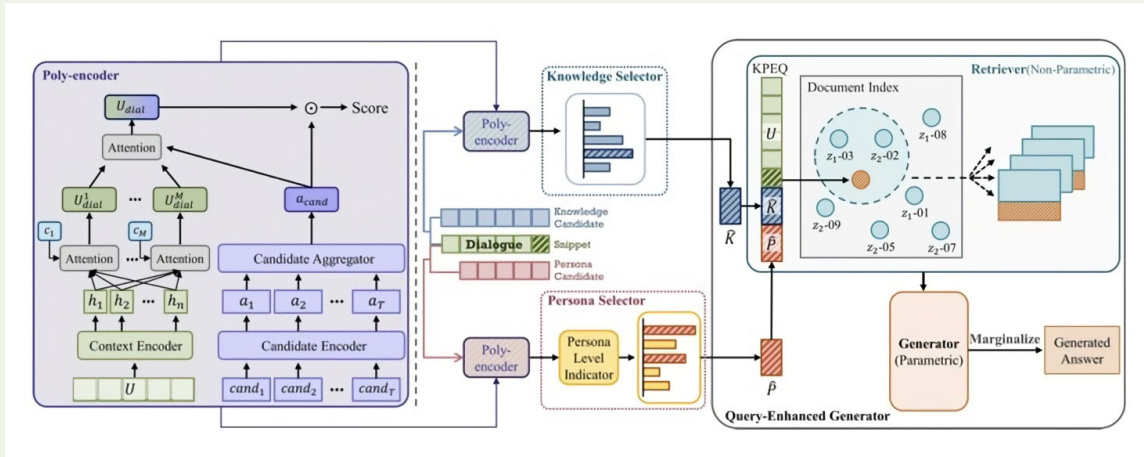 Poly-encoder
U_dial
Score
Attention
U^1_dial
...
U^M_dial
a_cand
c_1
c_M
Attention
...
Attention
Candidate Aggregator
h_1
h_2
...
h_n
a_1
a_2
...
a_T
Context Encoder
Candidate Encoder
U
cand_1
cand_2
...
cand_T
Knowledge Selector
Poly-
encoder
Knowledge
Candidate
Dialogue
Snippet
Persona
Candidate
Persona Selector
Poly-
encoder
Persona
Level
Indicator
K̂
P̂
KPEQ
U
K̂
P̂
Retriever(Non-Parametric)
Document Index
z_1-08
z_1-03
z_2-02
z_1-01
z_2-09
z_2-05
z_2-07
Generator
(Parametric)
Marginalize
Generated
Answer
Query-Enhanced Generator